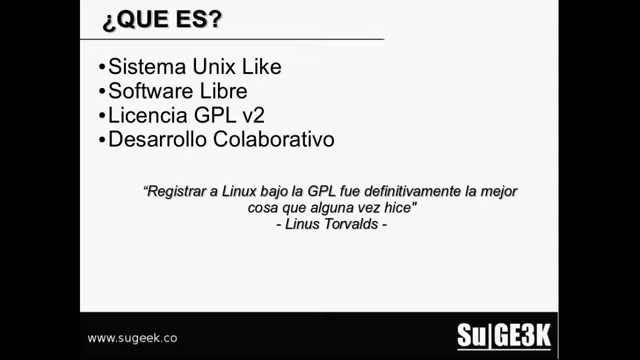 ¿QUE ES?
•Sistema Unix Like
•Software Libre
•Licencia GPL v2
•Desarrollo Colaborativo
“Registrar a Linux bajo la GPL fue definitivamente la mejor
cosa que alguna vez hice"
- Linus Torvalds -
www.sugeek.co
Su|GE3K